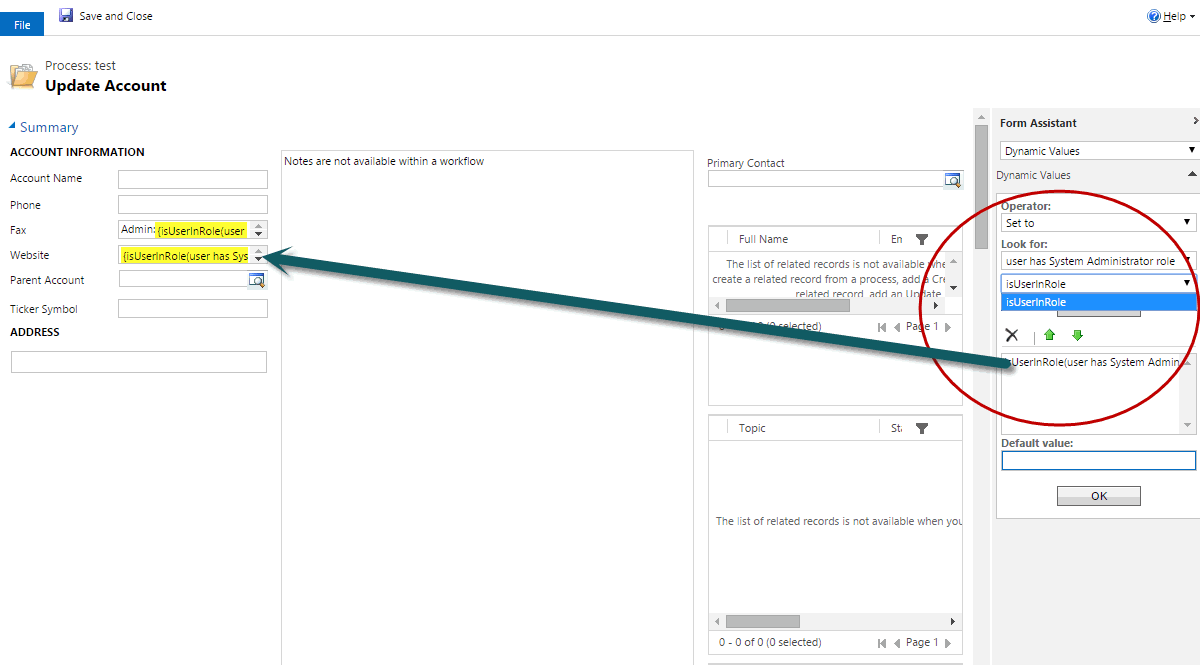 File
Save and Close
Help
Process: test
Update Account
Summary
ACCOUNT INFORMATION
Account Name
Phone
Fax
Admin: {isUserInRole(user
Website
{isUserInRole(user has Sys
Parent Account
Ticker Symbol
ADDRESS
Notes are not available within a workflow
Primary Contact
Full Name
En
The list of related records is not available whe
create a related record from a process, add a Cre
related record, add an Update
(0 selected)
Page 1
Topic
St
The list of related records is not available when you
0 - 0 of 0 (0 selected)
Page 1
Form Assistant
Dynamic Values
Dynamic Values
Operator:
Set to
Look for:
user has System Administrator role
isUserInRole
isUserInRole
isUserInRole(user has System Admin
Default value:
OK